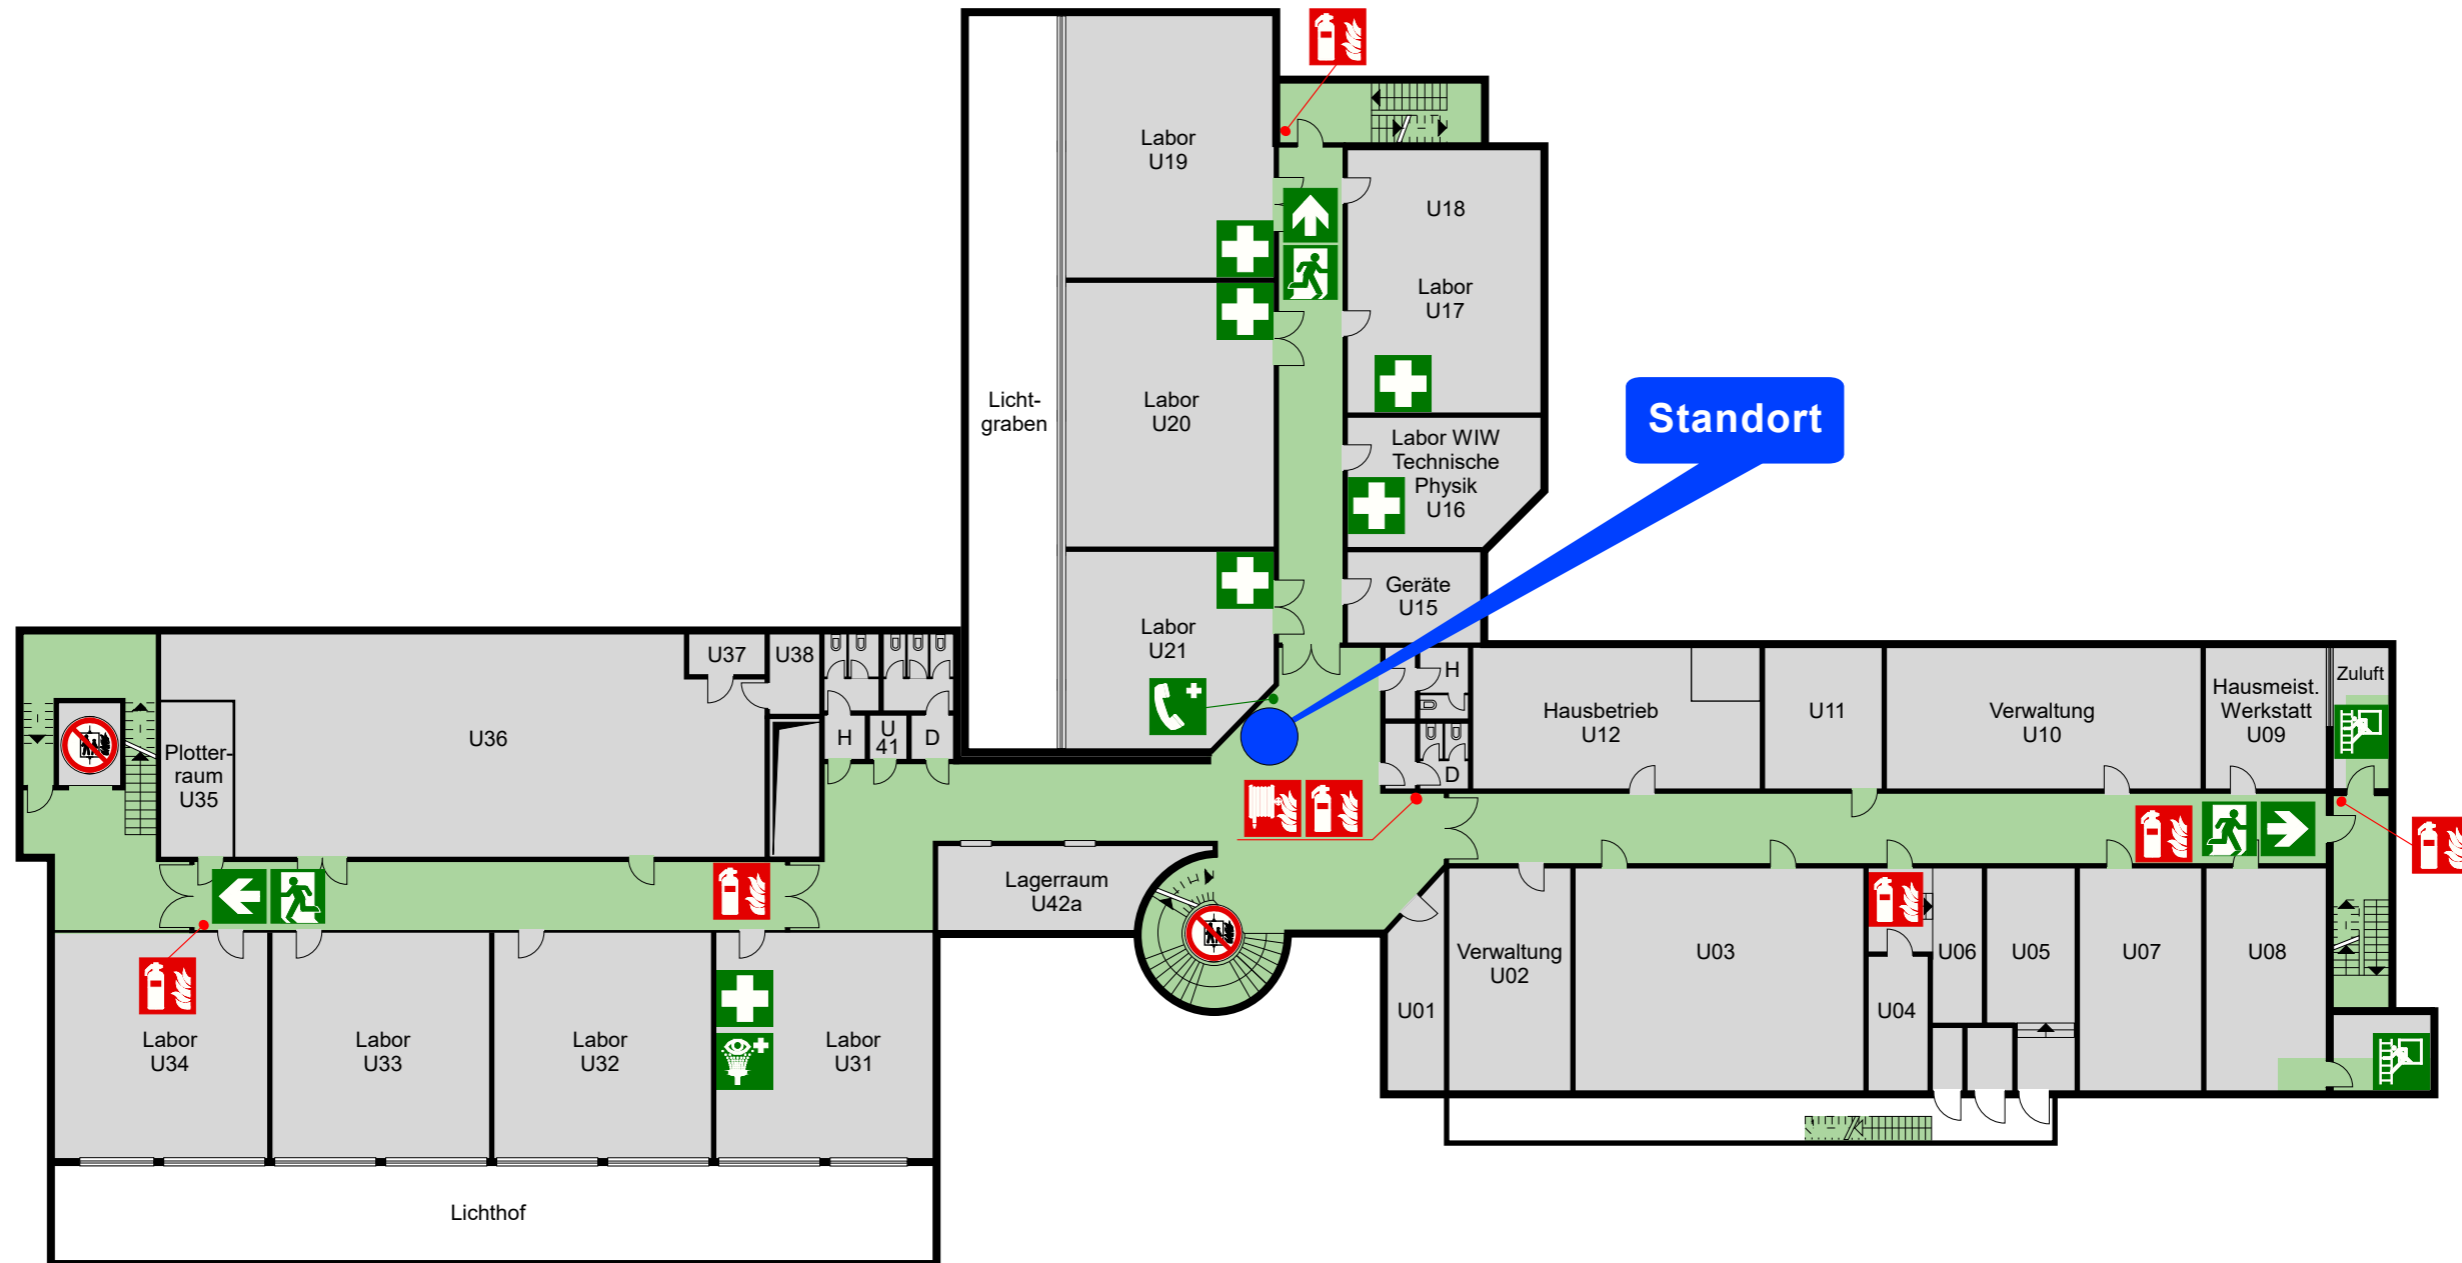 Labor
U19
U18
Labor
U17
Licht-
graben
Labor
U20
Labor WIW
Technische
Physik
U16
Standort
Geräte
U15
Labor
U21
U37
U38
H
Zuluft
Hausmeist.
Werkstatt
U09
Hausbetrieb
U12
U11
Verwaltung
U10
U36
Plotter-
raum
U35
H
U
41
D
D
Lagerraum
U42a
Verwaltung
U02
U03
U06
U05
U07
U08
U01
U04
Labor
U34
Labor
U33
Labor
U32
Labor
U31
Lichthof